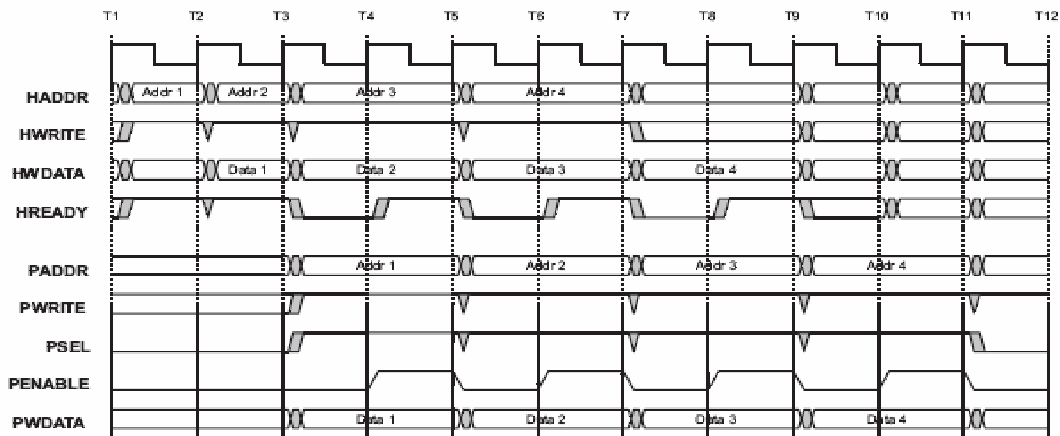 T1 T2 T3 T4 T5 T6 T7 T8 T9 T10 T11 T12
HADDR Addr 1 Addr 2 Addr 3 Addr 4
HWRITE
HWDATA Data 1 Data 2 Data 3 Data 4
HREADY
PADDR Addr 1 Addr 2 Addr 3 Addr 4
PWRITE
PSEL
PENABLE
PWDATA Data 1 Data 2 Data 3 Data 4